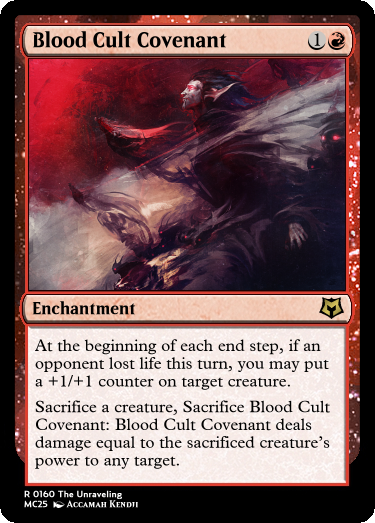 Blood Cult Covenant 1
Enchantment
At the beginning of each end step, if an
opponent lost life this turn, you may put
a +1/+1 counter on target creature.
Sacrifice a creature, Sacrifice Blood Cult
Covenant: Blood Cult Covenant deals
damage equal to the sacrificed creature's
power to any target.
R 0160 The Unraveling
MC25 Accamah Kendji